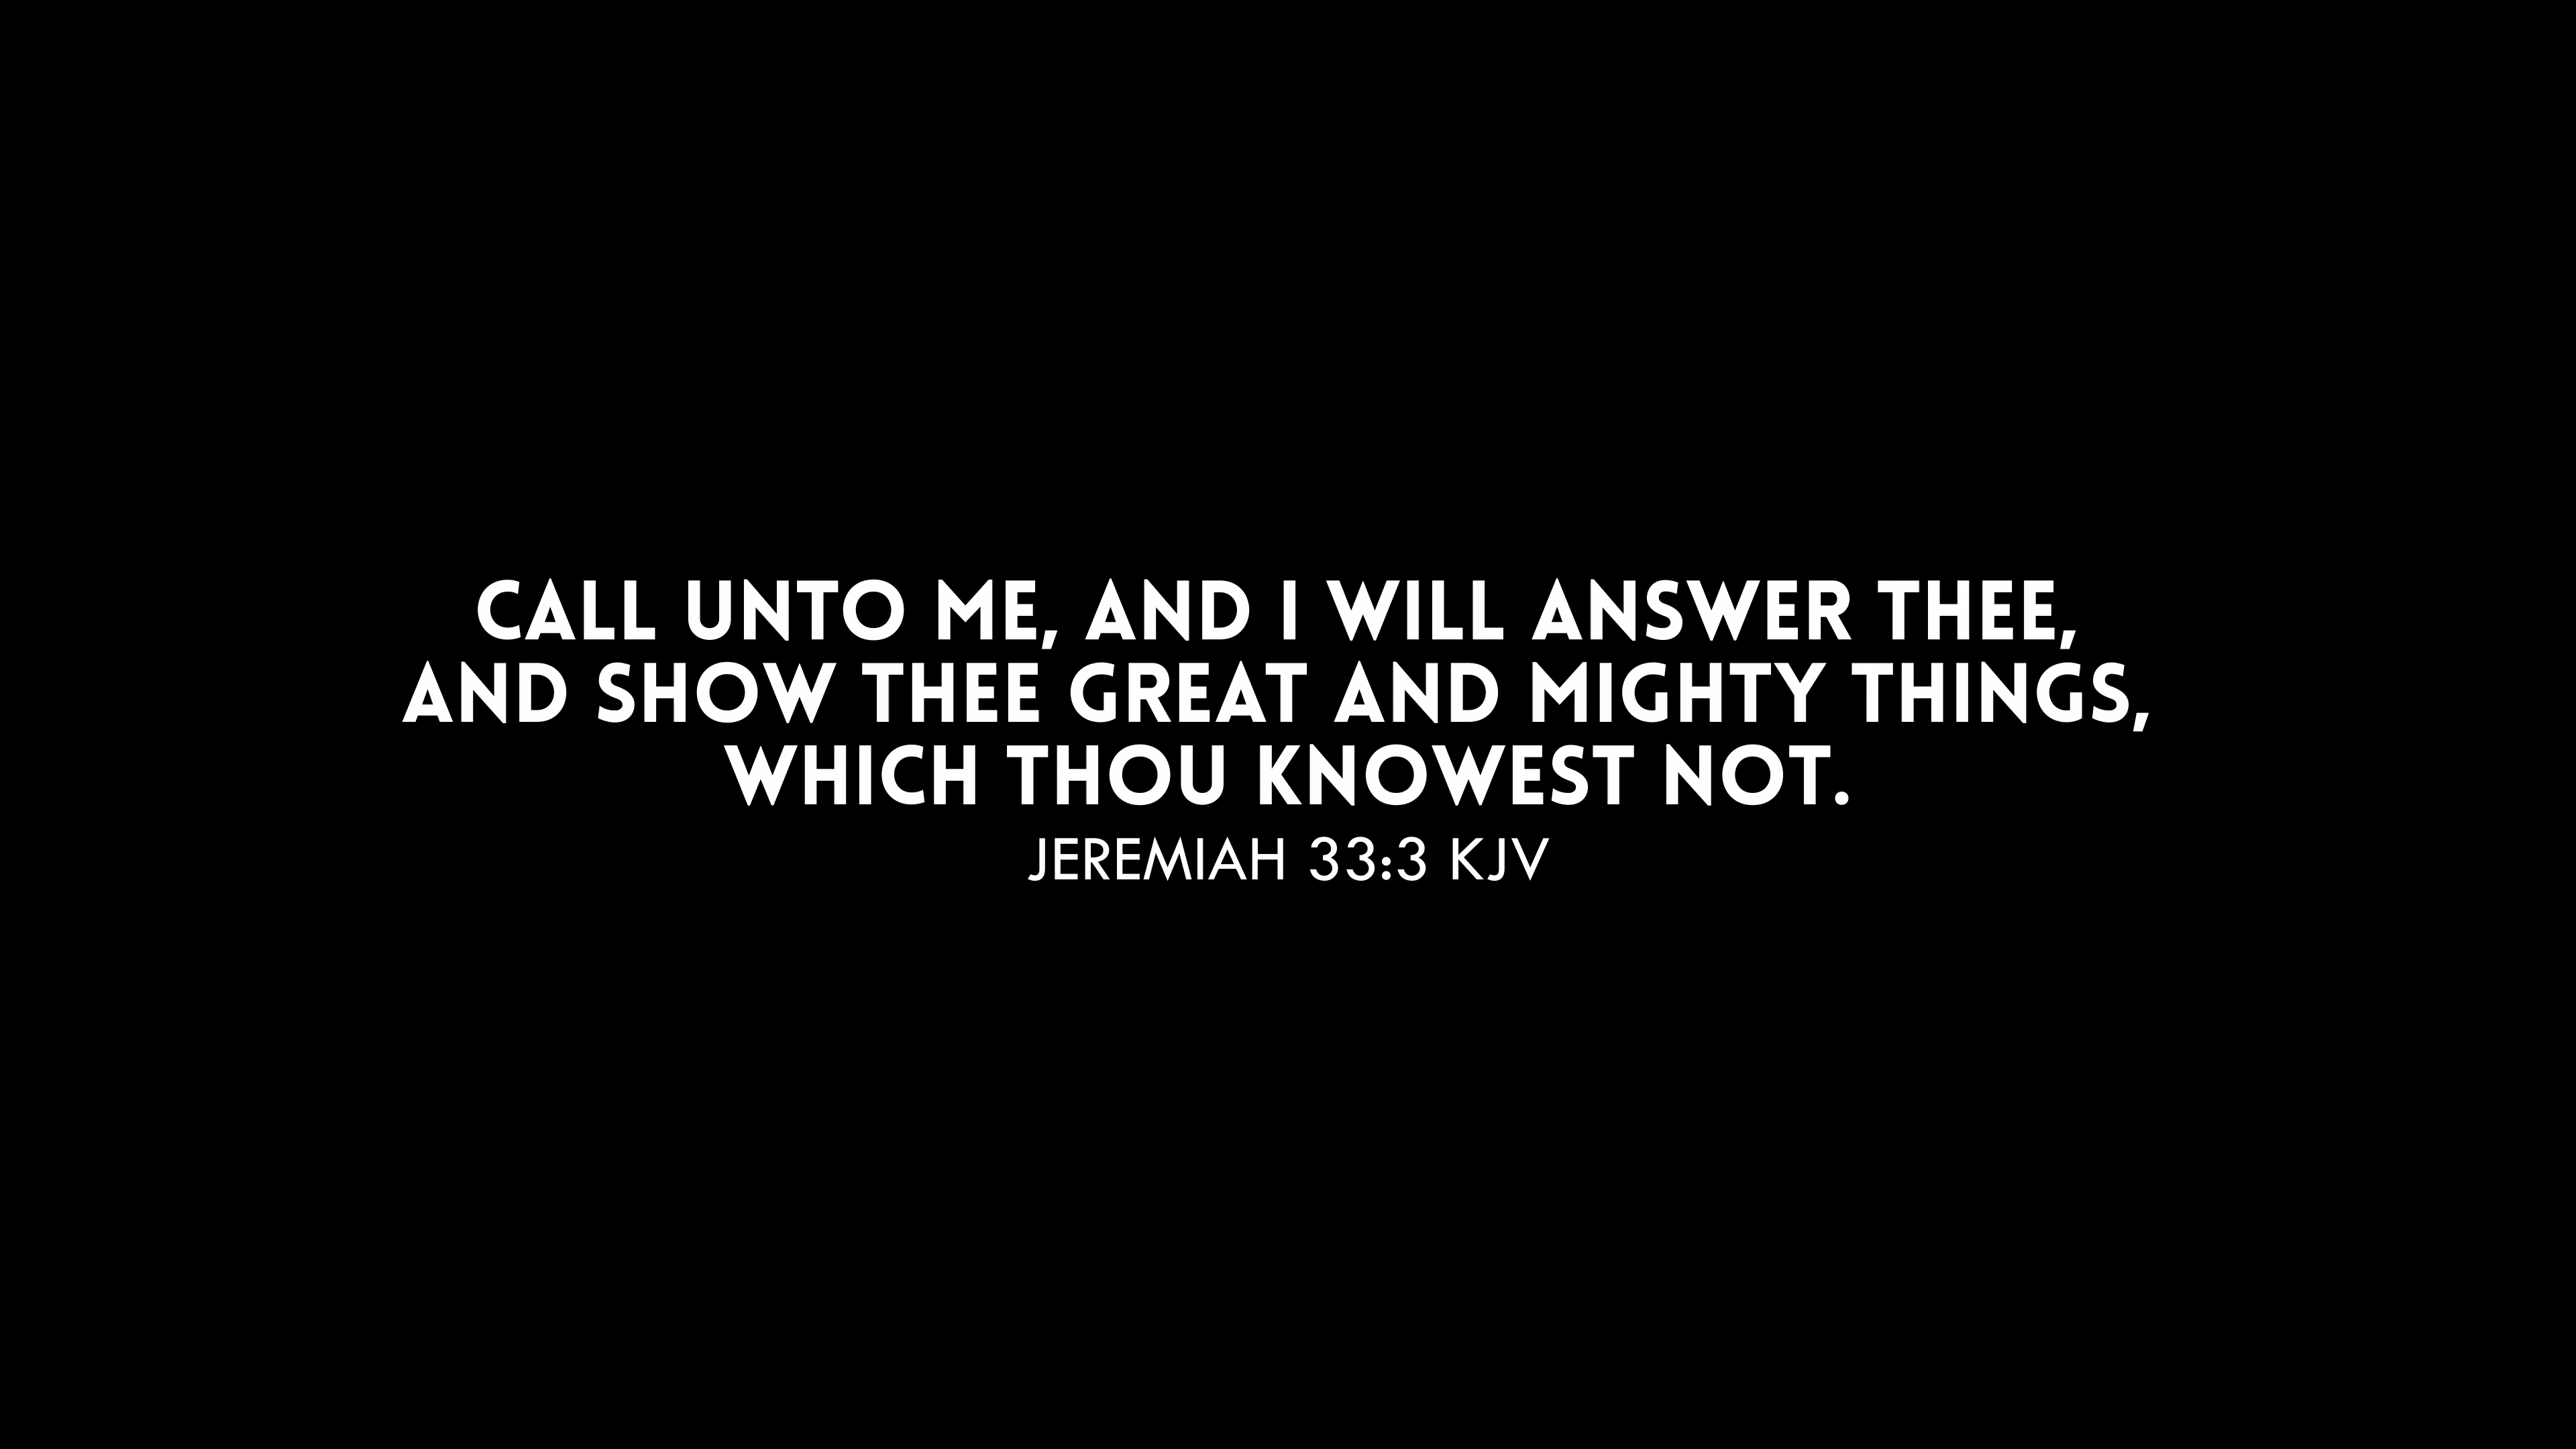 CALL UNTO ME, AND I WILL ANSWER THEE,
AND SHOW THEE GREAT AND MIGHTY THINGS,
WHICH THOU KNOWEST NOT.
JEREMIAH 33:3 KJV